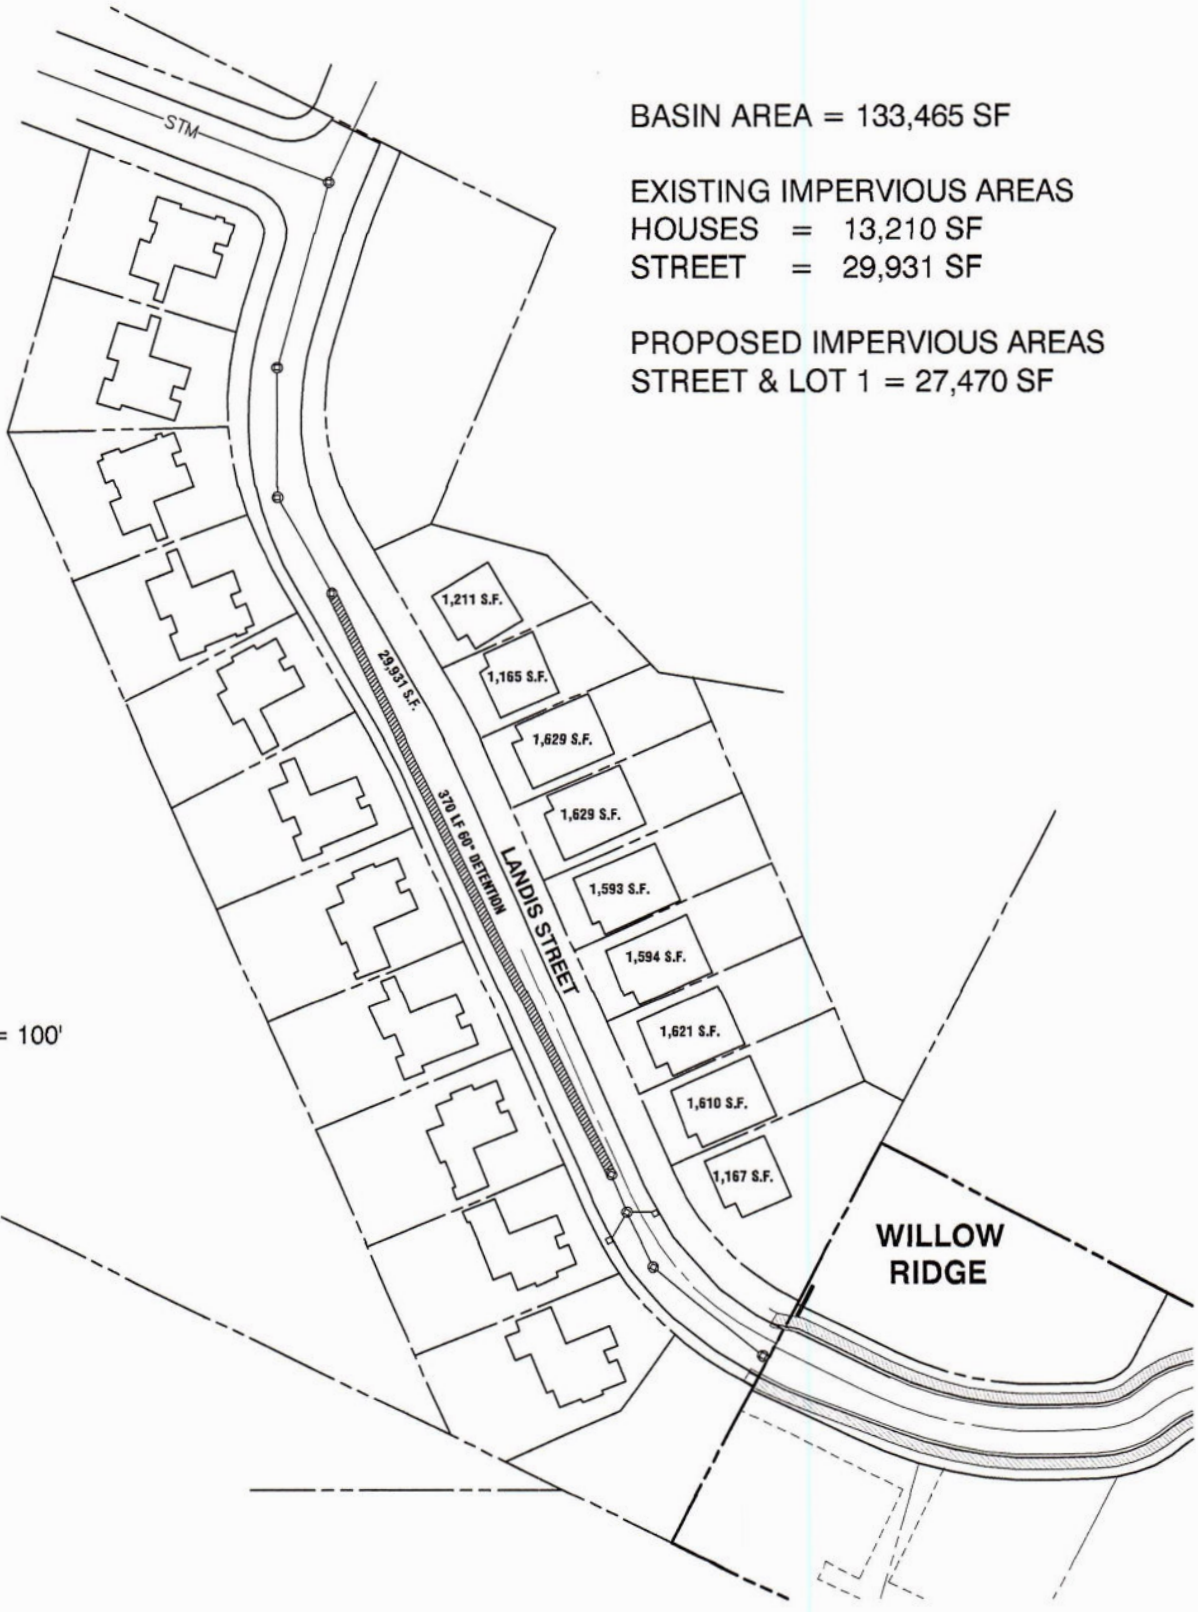 BASIN AREA = 133,465 SF
EXISTING IMPERVIOUS AREAS
HOUSES = 13,210 SF
STREET = 29,931 SF
PROPOSED IMPERVIOUS AREAS
STREET & LOT 1 = 27,470 SF
STM
1,211 S.F.
1,165 S.F.
29,931 S.F.
1,629 S.F.
1,629 S.F.
370 LF 60" DETENTION
LANDIS STREET
1,593 S.F.
1,594 S.F.
1,621 S.F.
= 100'
1,610 S.F.
1,167 S.F.
WILLOW
RIDGE